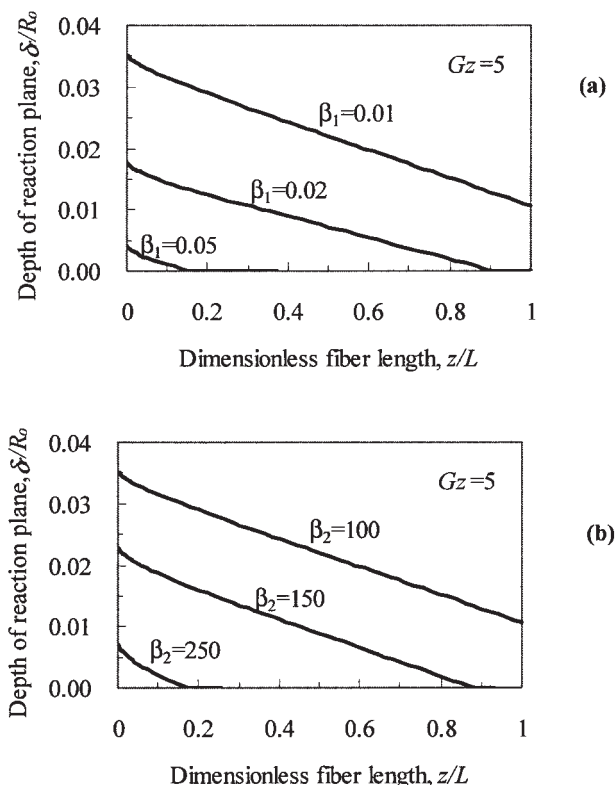 0.04
0.03
0.02
0.01
0.00
Depth of reaction plane, δ/Rₒ
Gz=5
(a)
β₁=0.01
β₁=0.02
β₁=0.05
0 0.2 0.4 0.6 0.8 1
Dimensionless fiber length, z/L
0.04
0.03
0.02
0.01
0.00
Depth of reaction plane, δ/Rₒ
Gz=5
(b)
β₂=100
β₂=150
β₂=250
0 0.2 0.4 0.6 0.8 1
Dimensionless fiber length, z/L